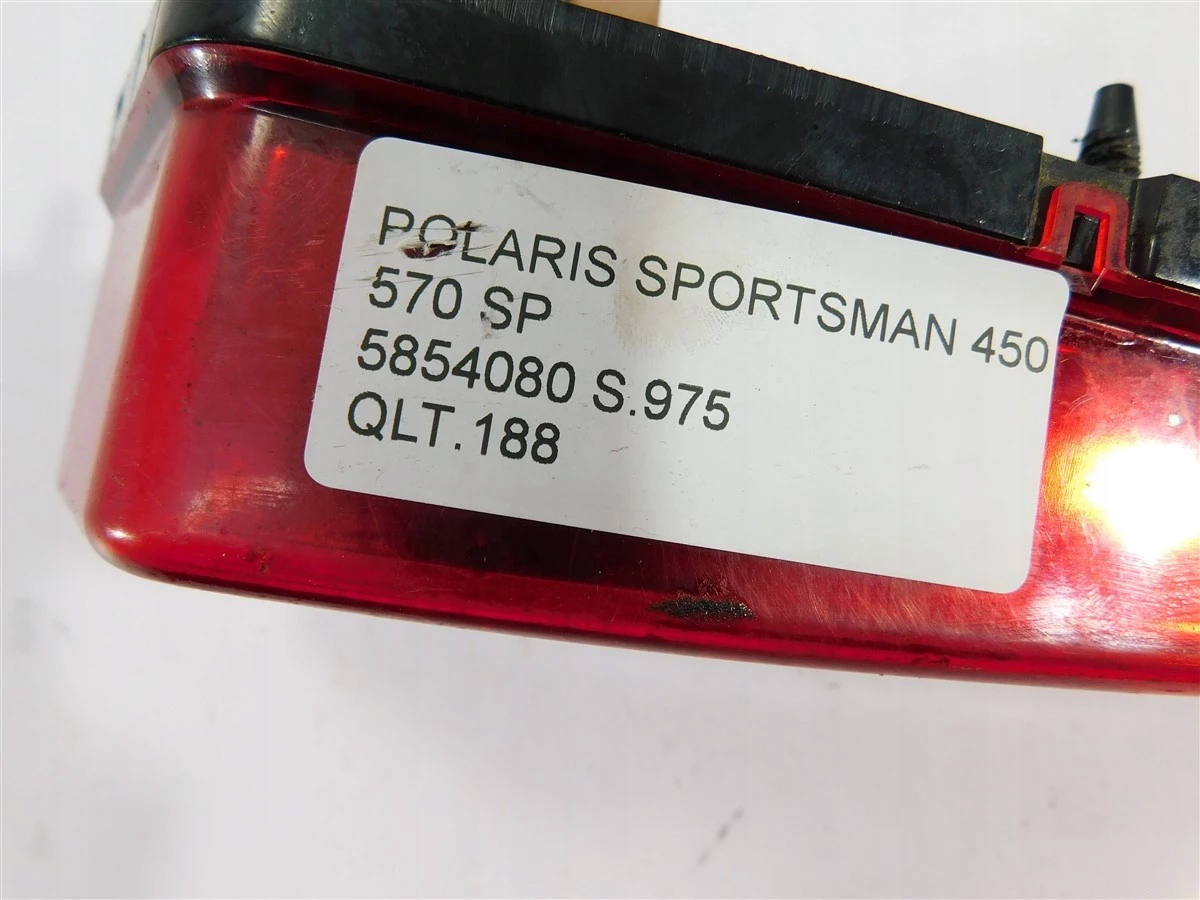 POLARIS SPORTSMAN 450
570 SP
5854080 S.975
QLT.188